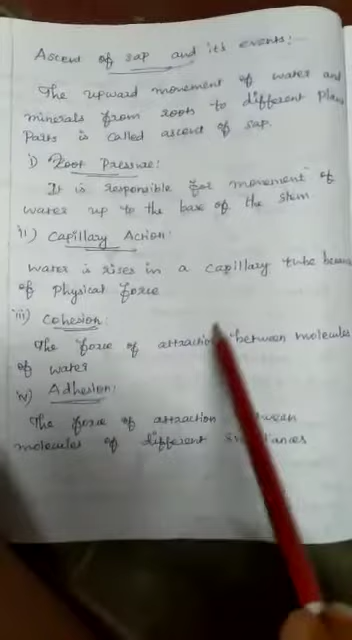 Ascent of sap and its events:-
The upward movement of water and
minerals from roots to different plant
parts is called ascent of sap.
i) Root Pressure:
It is responsible for movement of
water up to the base of the stem
ii) Capillary Action:
Water is rises in a capillary tube
of physical force
iii) Cohesion:
The force of attraction between molecules
of water
iv) Adhesion:
The force of attraction between
molecules of different substances